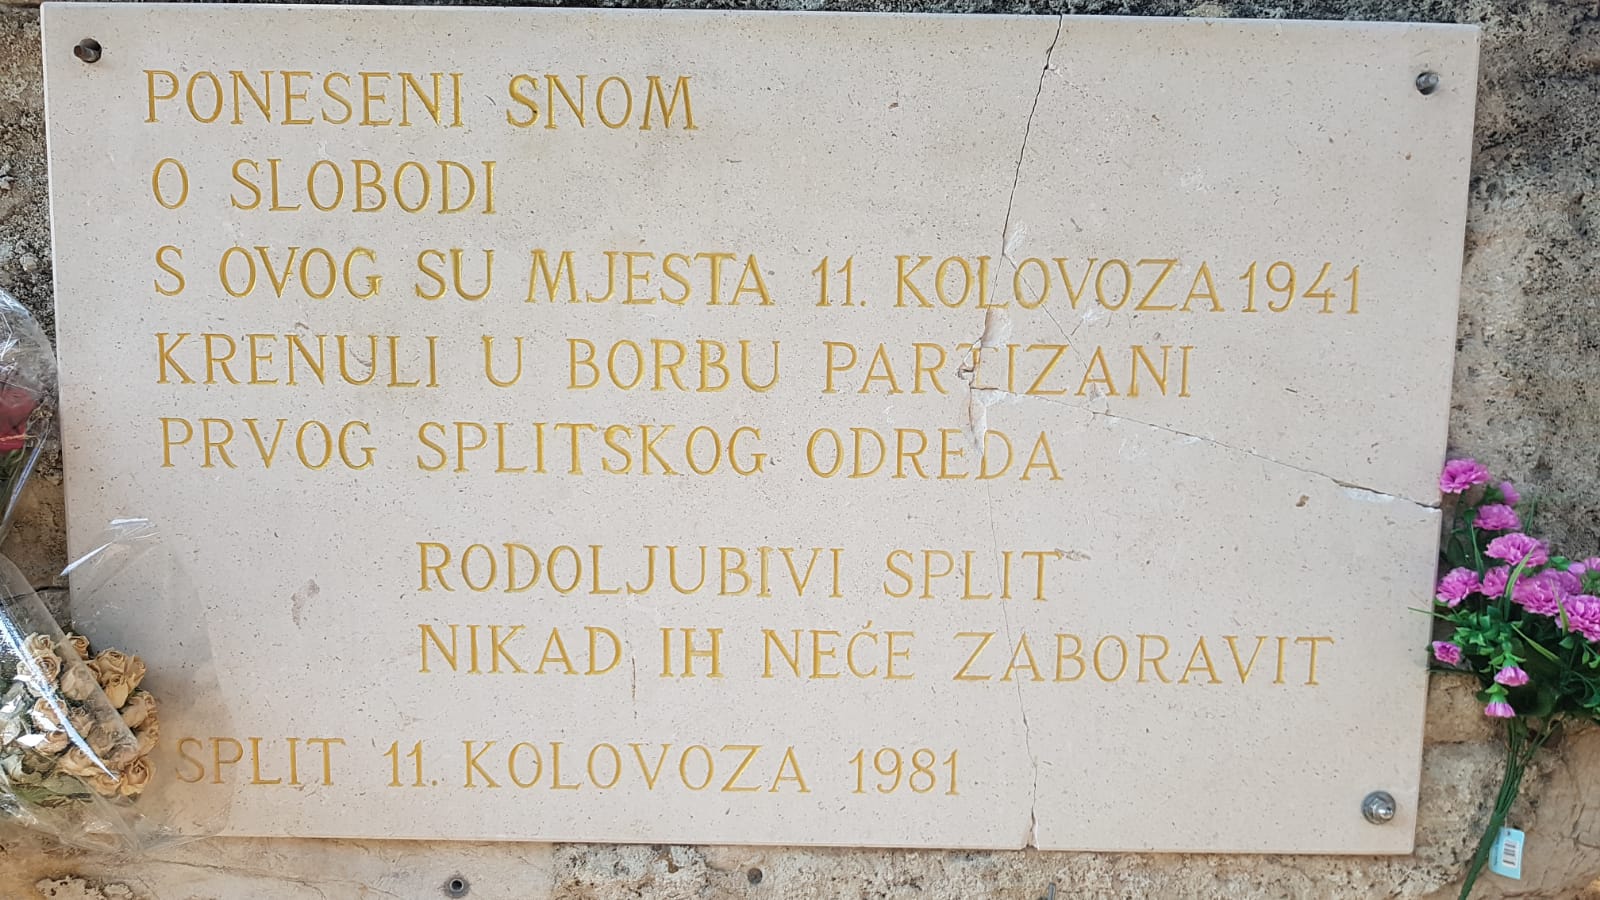 PONESENI SNOM
O SLOBODI
S OVOG SU MJESTA 11. KOLOVOZA 1941
KRENULI U BORBU PARTIZANI
PRVOG SPLITSKOG ODREDA
RODOLJUBIVI SPLIT
NIKAD IH NEĆE ZABORAVIT
SPLIT 11. KOLOVOZA 1981